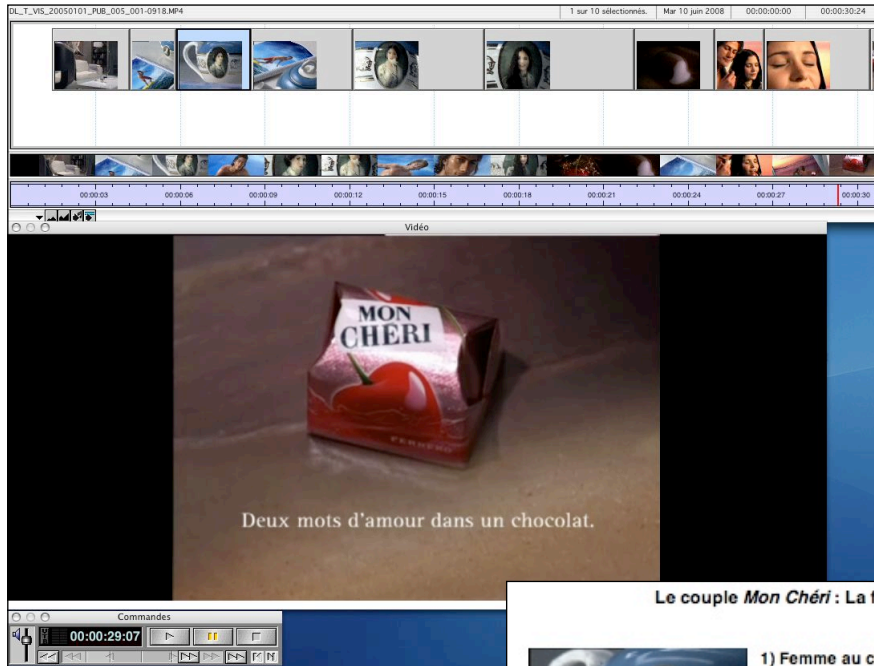 DL_T_VIS_20050101_PUB_005_001-0918.MP4
1 sur 10 sélectionnés.
Mar 10 juin 2008
00:00:00:00
00:00:30:24
00:00:03
00:00:06
00:00:09
00:00:12
00:00:15
00:00:18
00:00:21
00:00:24
00:00:27
00:00:30
Vidéo
MON
CHÉRI
FERRERO
Deux mots d'amour dans un chocolat.
Commandes
00:00:29:07
Le couple Mon Chéri : La f
1) Femme au c